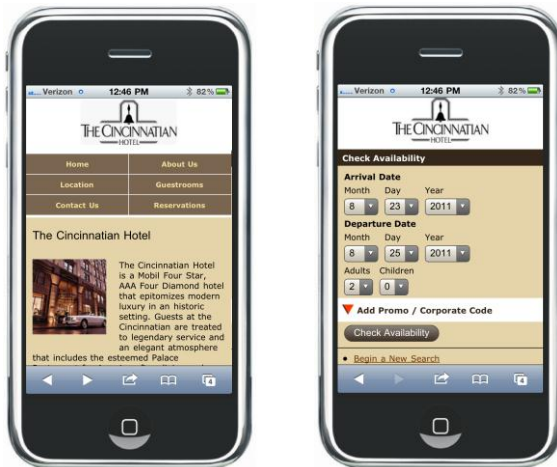 Verizon 12:46 PM 82%
THE CINCINNATIAN
HOTEL
Home About Us
Location Guestrooms
Contact Us Reservations
The Cincinnatian Hotel
The Cincinnatian Hotel
is a Mobil Four Star,
AAA Four Diamond hotel
that epitomizes modern
luxury in an historic
setting. Guests at the
Cincinnatian are treated
to legendary service and
an elegant atmosphere
that includes the esteemed Palace
4
Verizon 12:46 PM 82%
THE CINCINNATIAN
HOTEL
Check Availability
Arrival Date
Month Day Year
8 23 2011
Departure Date
Month Day Year
8 25 2011
Adults Children
2 0
Add Promo / Corporate Code
Check Availability
• Begin a New Search
4